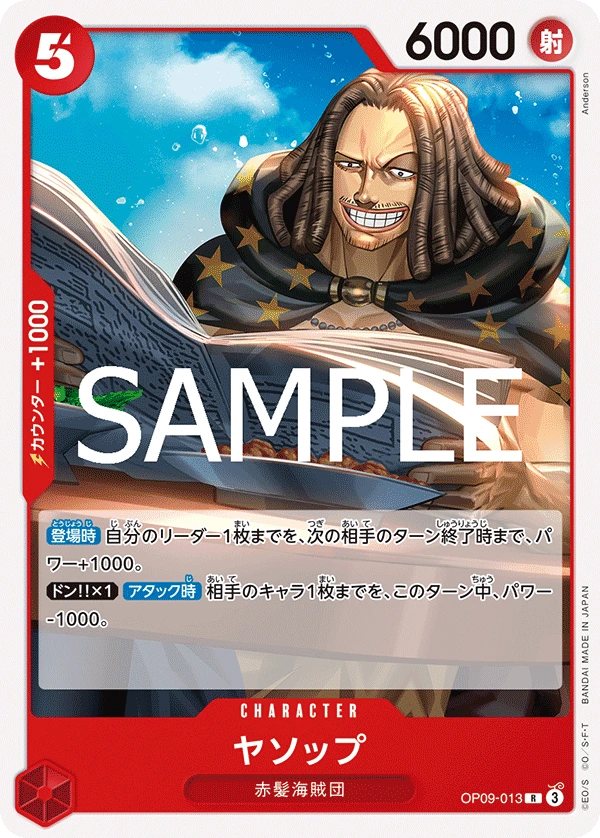 5
6000
射
Anderson
カウンター +1000
SAMPLE
登場時 自分のリーダー1枚までを、次の相手のターン終了時まで、パ
ワー+1000。
ドン!!×1 アタック時 相手のキャラ1枚までを、このターン中、パワー
-1000。
CHARACTER
ヤソップ
赤髪海賊団
OP09-013 R 3
©E.O/S ©O/S・F・T BANDAI MADE IN JAPAN